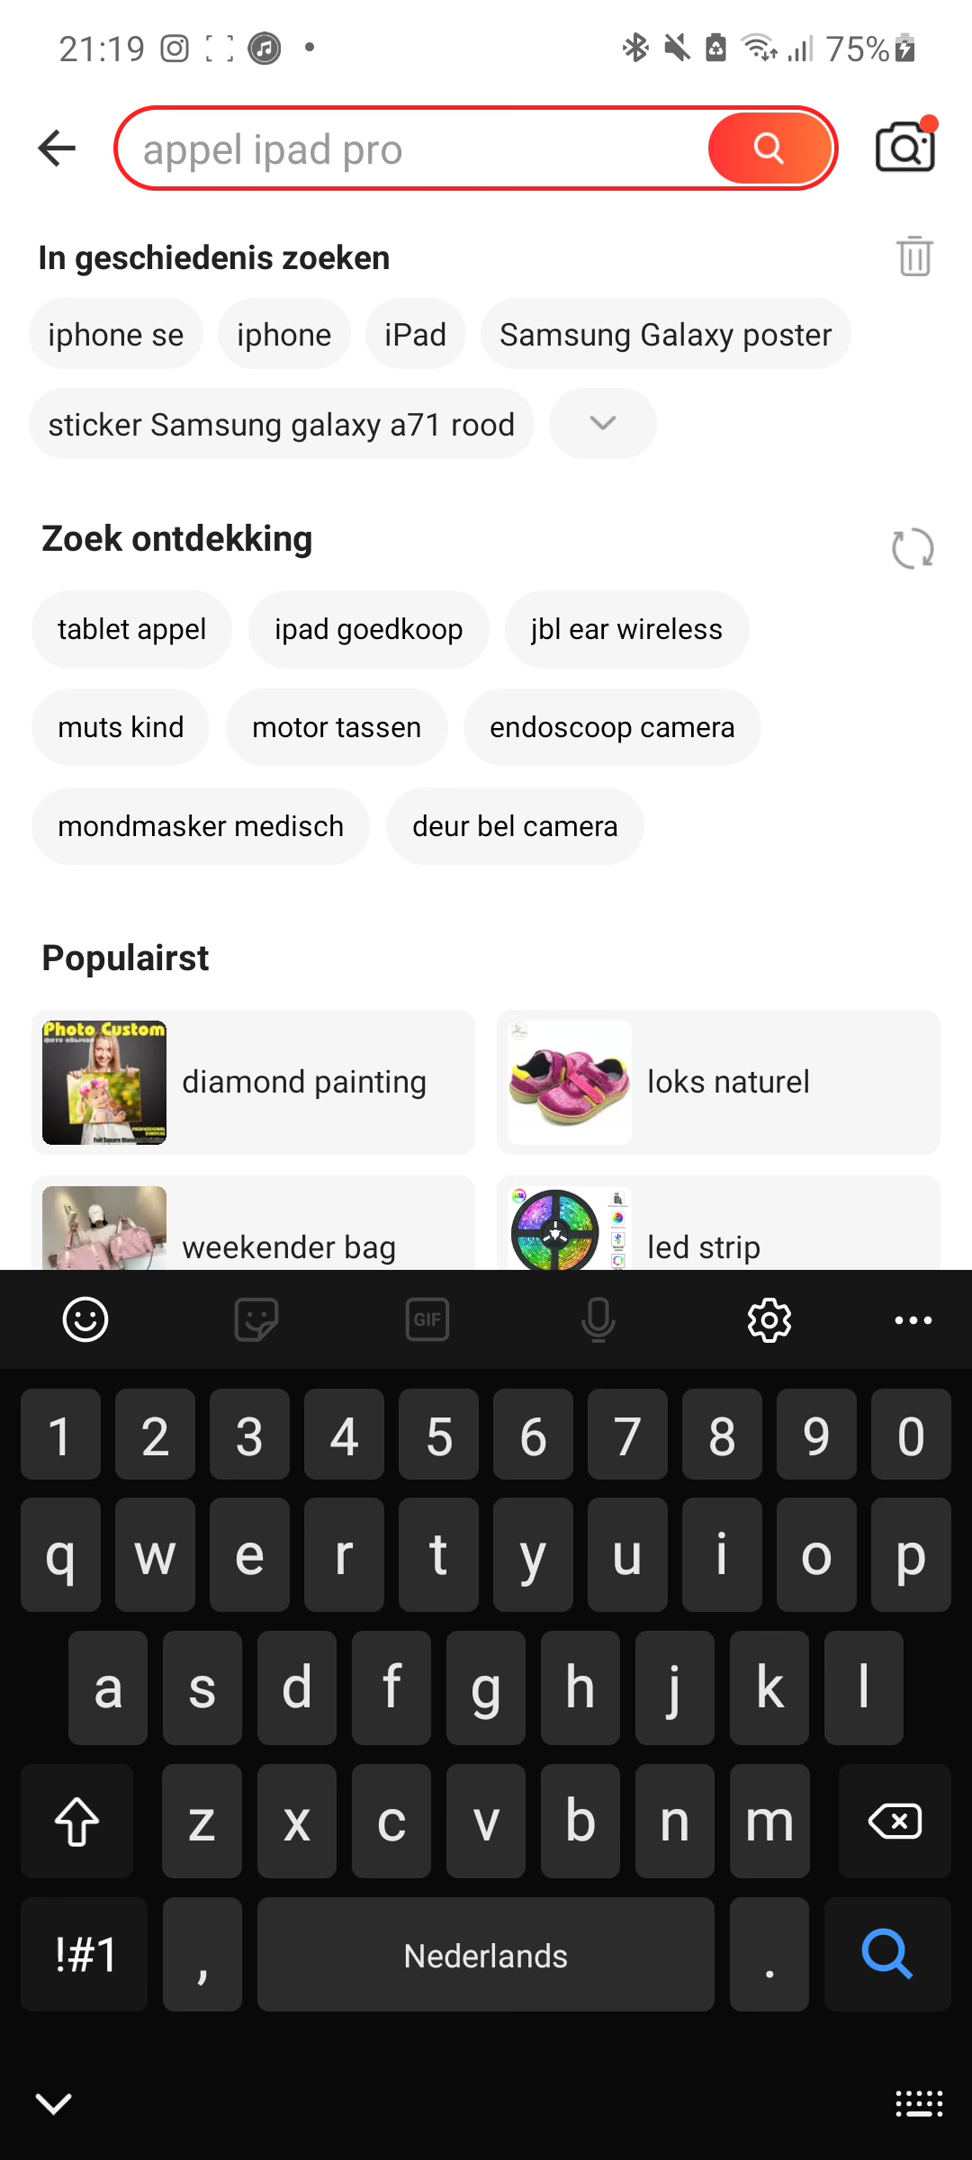 21:19
75%
appel ipad pro
In geschiedenis zoeken
iphone se iphone iPad Samsung Galaxy poster
sticker Samsung galaxy a71 rood
Zoek ontdekking
tablet appel ipad goedkoop jbl ear wireless
muts kind motor tassen endoscoop camera
mondmasker medisch deur bel camera
Populairst
Photo Custom
фото обычный
diamond painting
loks naturel
weekender bag
led strip
GIF
1 2 3 4 5 6 7 8 9 0
q w e r t y u i o p
a s d f g h j k l
z x c v b n m
!#1 , Nederlands .